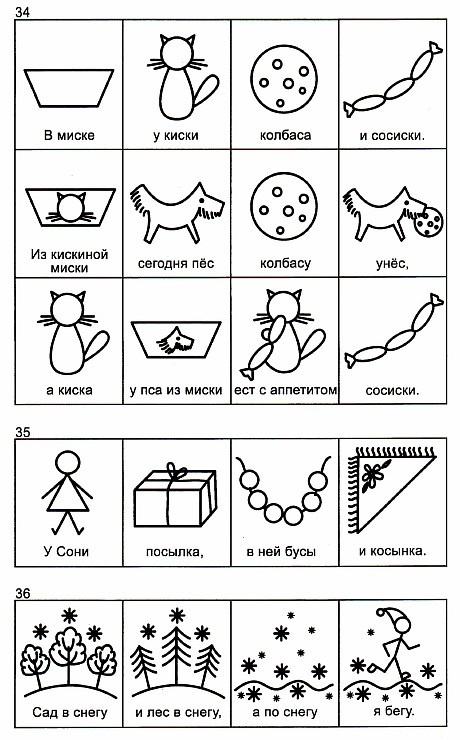 34
В миске у киски колбаса и сосиски.
Из кискиной миски сегодня пёс колбасу унёс,
а киска у пса из миски ест с аппетитом сосиски.
35
У Сони посылка, в ней бусы и косынка.
36
Сад в снегу и лес в снегу, а по снегу я бегу.